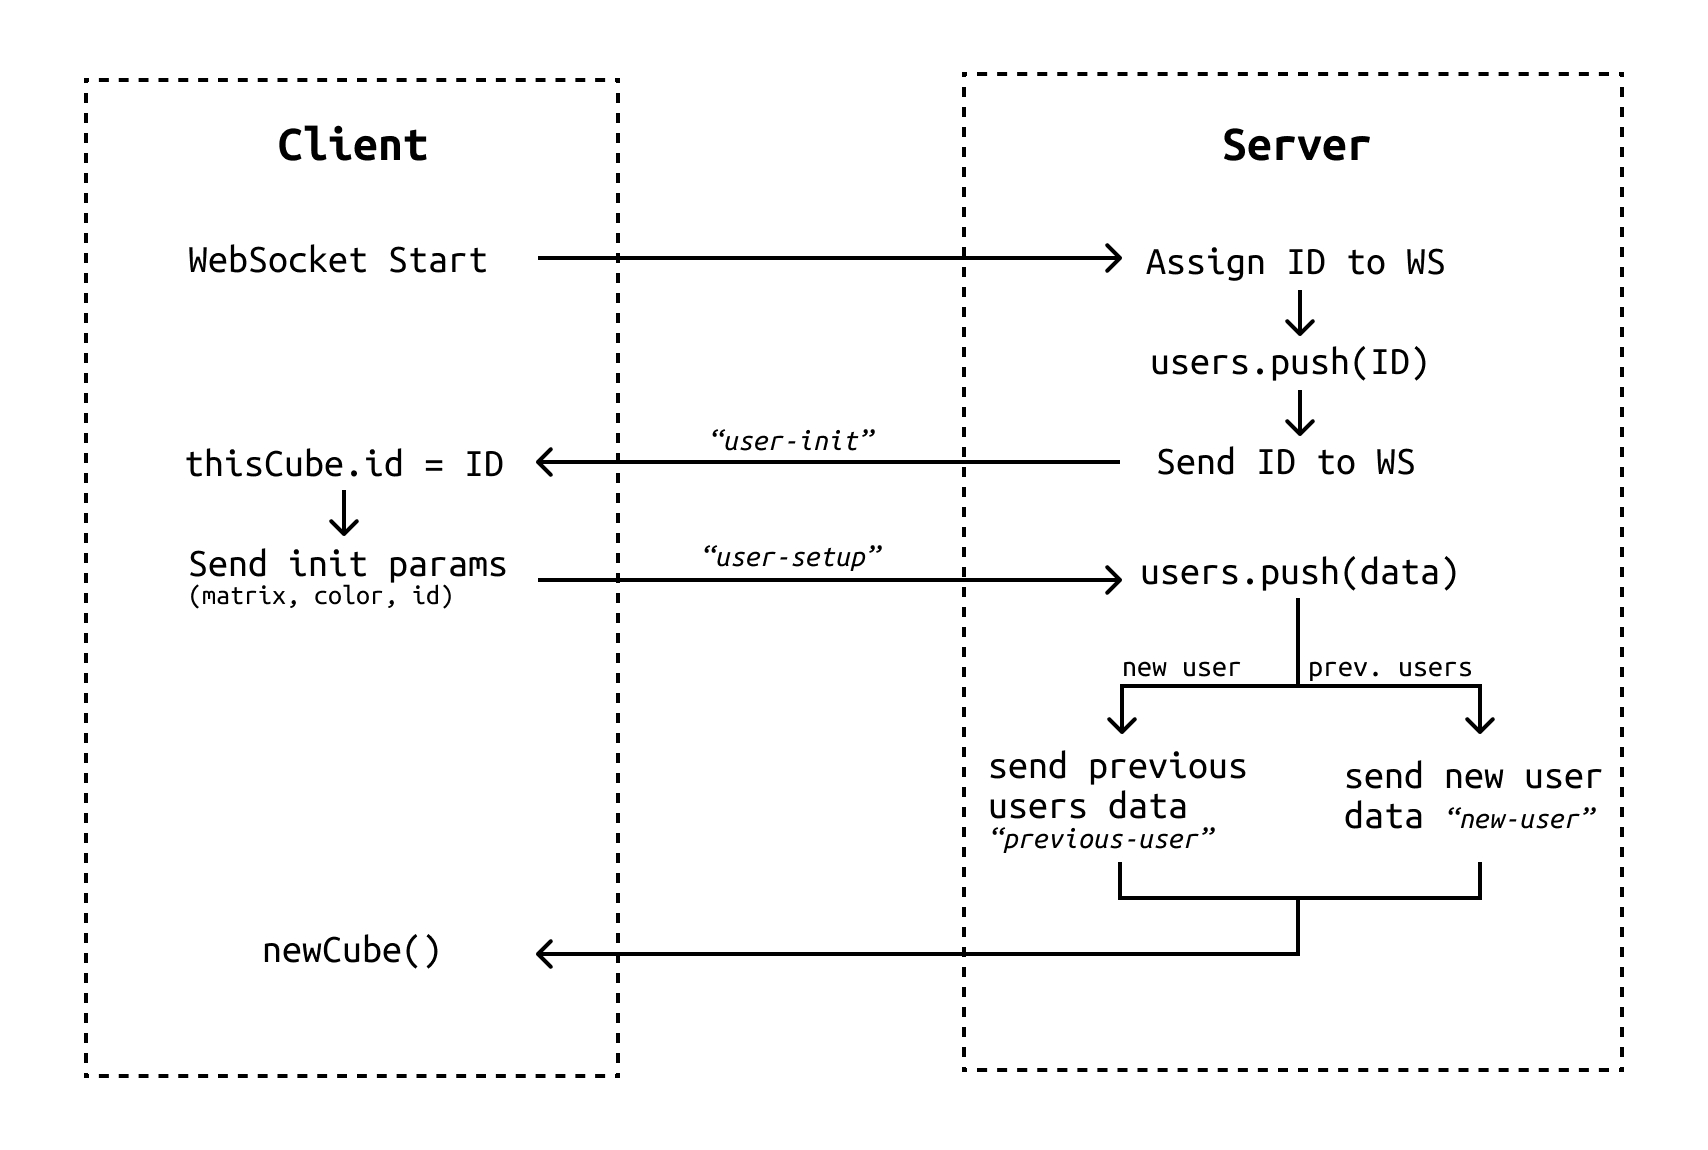 Client
Server
WebSocket Start
Assign ID to WS
users.push(ID)
“user-init”
thisCube.id = ID
Send ID to WS
“user-setup”
Send init params
(matrix, color, id)
users.push(data)
new user
prev. users
send previous
users data
“previous-user”
send new user
data “new-user”
newCube()